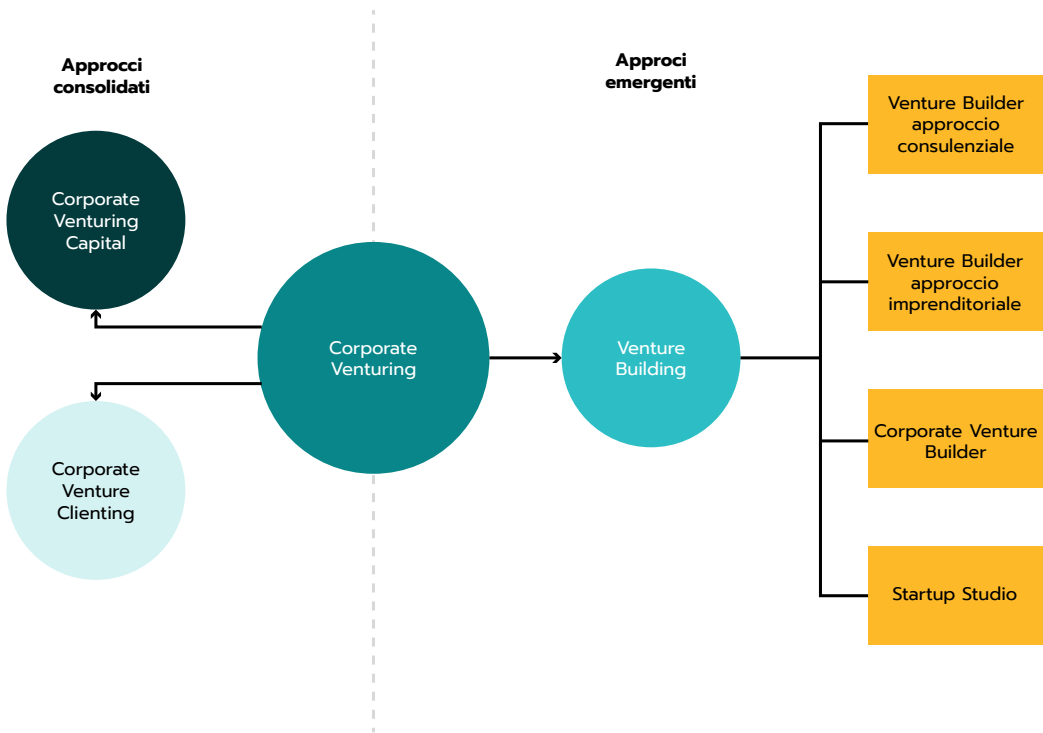 Approcci
consolidati
Corporate
Venturing
Capital
Corporate
Venture
Clienting
Corporate
Venturing
Approci
emergenti
Venture
Building
Venture Builder
approccio
consulenziale
Venture Builder
approccio
imprenditoriale
Corporate Venture
Builder
Startup Studio